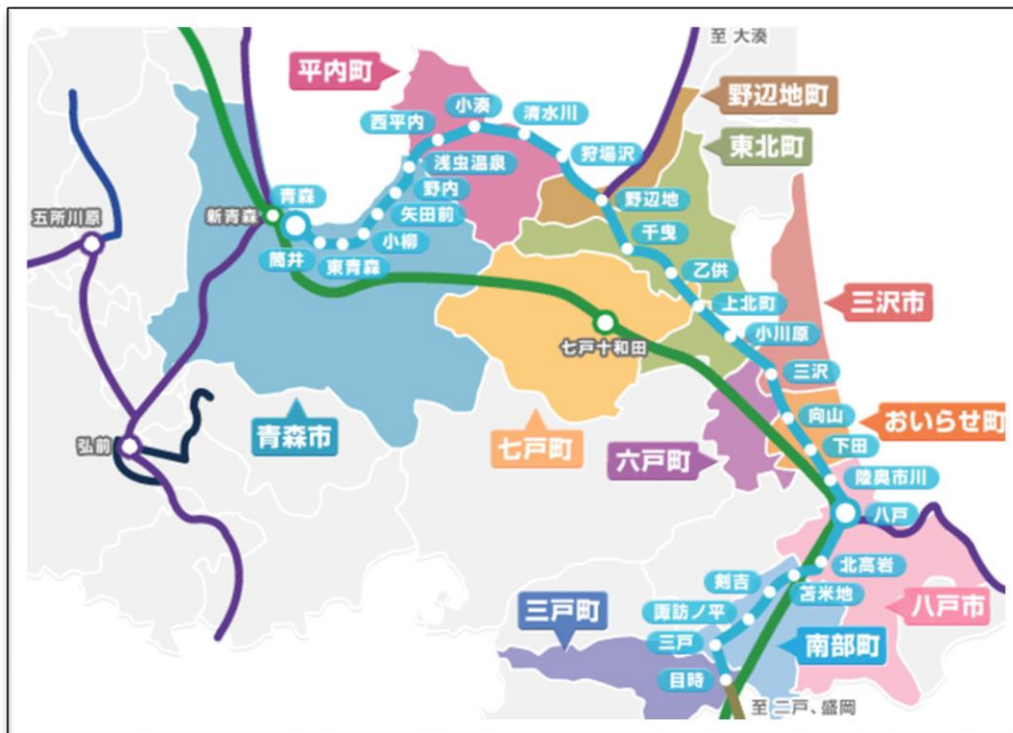 至 大湊
平内町
野辺地町
小湊
清水川
西平内
東北町
狩場沢
浅虫温泉
野内
青森
野辺地
五所川原
新青森
矢田前
小柳
千曳
筒井
東青森
乙供
上北町
三沢市
小川原
七戸十和田
三沢
向山
おいらせ町
青森市
七戸町
下田
弘前
六戸町
陸奥市川
八戸
北高岩
剣吉
苫米地
三戸町
諏訪ノ平
八戸市
三戸
南部町
目時
至 二戸、盛岡